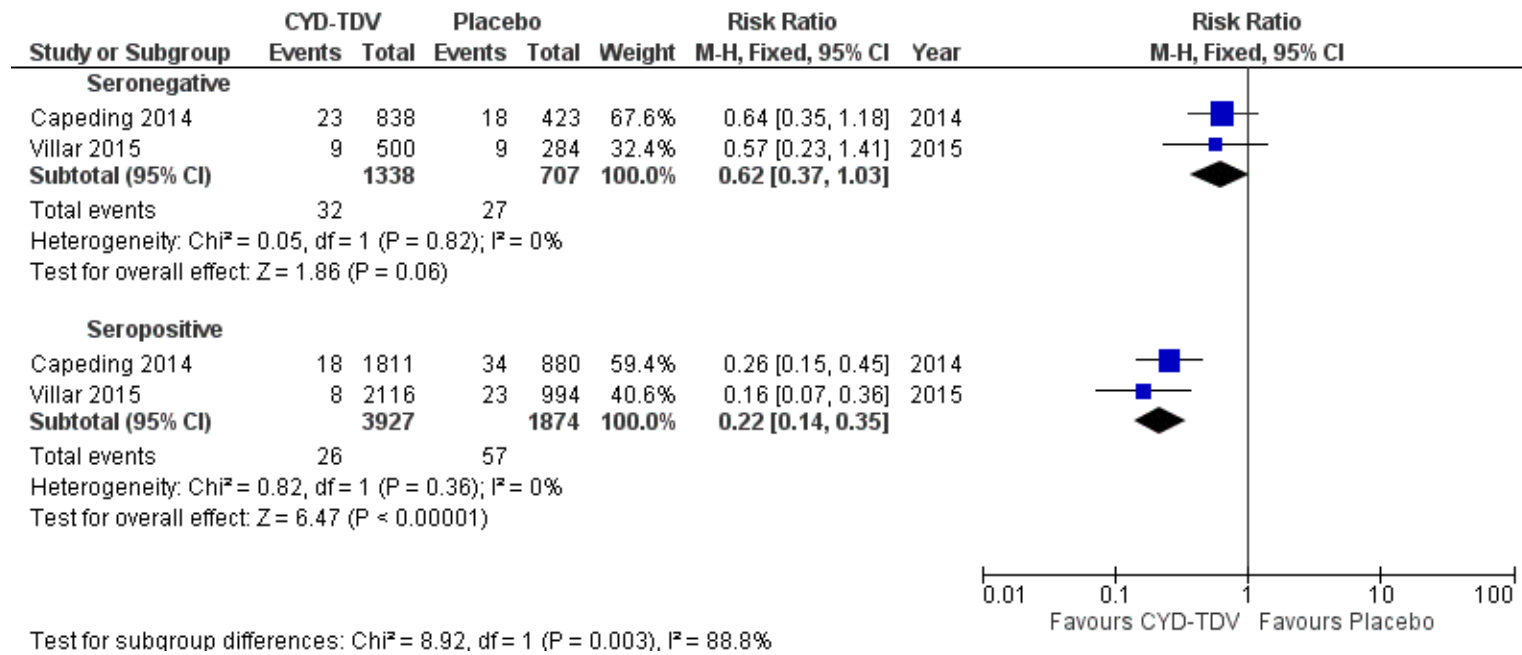 CYD-TDV Placebo Risk Ratio Risk Ratio
Study or Subgroup Events Total Events Total Weight M-H, Fixed, 95% CI Year M-H, Fixed, 95% CI
Seronegative
Capeding 2014 23 838 18 423 67.6% 0.64 [0.35, 1.18] 2014
Villar 2015 9 500 9 284 32.4% 0.57 [0.23, 1.41] 2015
Subtotal (95% CI) 1338 707 100.0% 0.62 [0.37, 1.03]
Total events 32 27
Heterogeneity: Chi² = 0.05, df = 1 (P = 0.82); I² = 0%
Test for overall effect: Z = 1.86 (P = 0.06)
Seropositive
Capeding 2014 18 1811 34 880 59.4% 0.26 [0.15, 0.45] 2014
Villar 2015 8 2116 23 994 40.6% 0.16 [0.07, 0.36] 2015
Subtotal (95% CI) 3927 1874 100.0% 0.22 [0.14, 0.35]
Total events 26 57
Heterogeneity: Chi² = 0.82, df = 1 (P = 0.36); I² = 0%
Test for overall effect: Z = 6.47 (P < 0.00001)
0.01 0.1 1 10 100
Favours CYD-TDV Favours Placebo
Test for subgroup differences: Chi² = 8.92, df = 1 (P = 0.003), I² = 88.8%